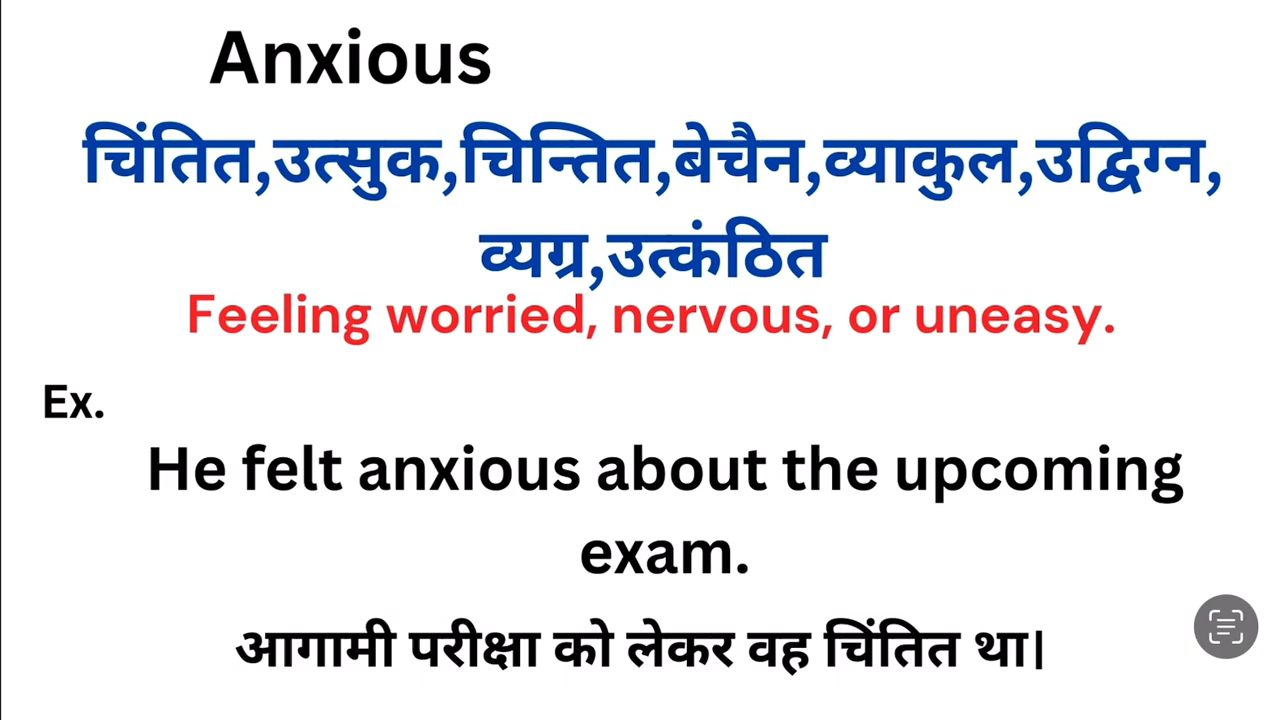 Anxious
चिंतित,उत्सुक,चिन्तित,बेचैन,व्याकुल,उद्विग्न,
व्यग्र,उत्कंठित
Feeling worried, nervous, or uneasy.
Ex.
He felt anxious about the upcoming
exam.
आगामी परीक्षा को लेकर वह चिंतित था।